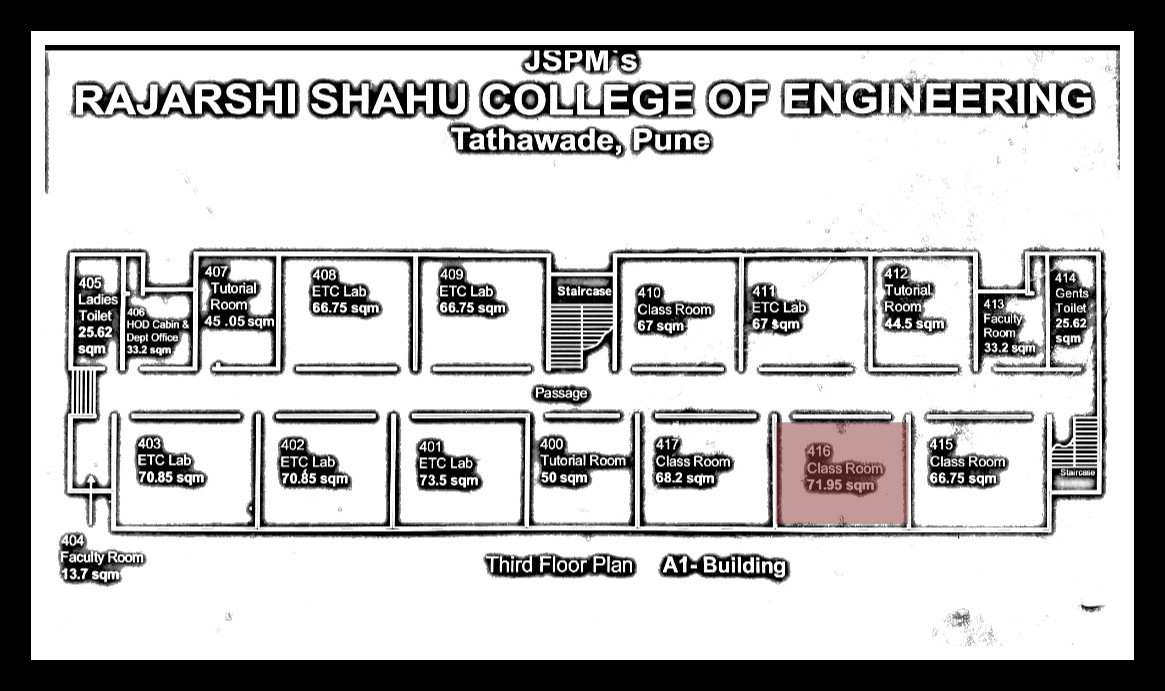 JSPM's
RAJARSHI SHAHU COLLEGE OF ENGINEERING
Tathawade, Pune
405
Ladies
Toilet
25.62
sqm
406
HOD Cabin &
Dept Office
33.2 sqm
407
Tutorial
Room
45 .05 sqm
408
ETC Lab
66.75 sqm
409
ETC Lab
66.75 sqm
Staircase
410
Class Room
67 sqm
411
ETC Lab
67 sqm
412
Tutorial
Room
44.5 sqm
413
Faculty
Room
33.2 sqm
414
Gents
Toilet
25.62
sqm
Passage
403
ETC Lab
70.85 sqm
402
ETC Lab
70.85 sqm
401
ETC Lab
73.5 sqm
400
Tutorial Room
50 sqm
417
Class Room
68.2 sqm
416
Class Room
71.95 sqm
415
Class Room
66.75 sqm
Staircase
404
Faculty Room
13.7 sqm
Third Floor Plan A1- Building